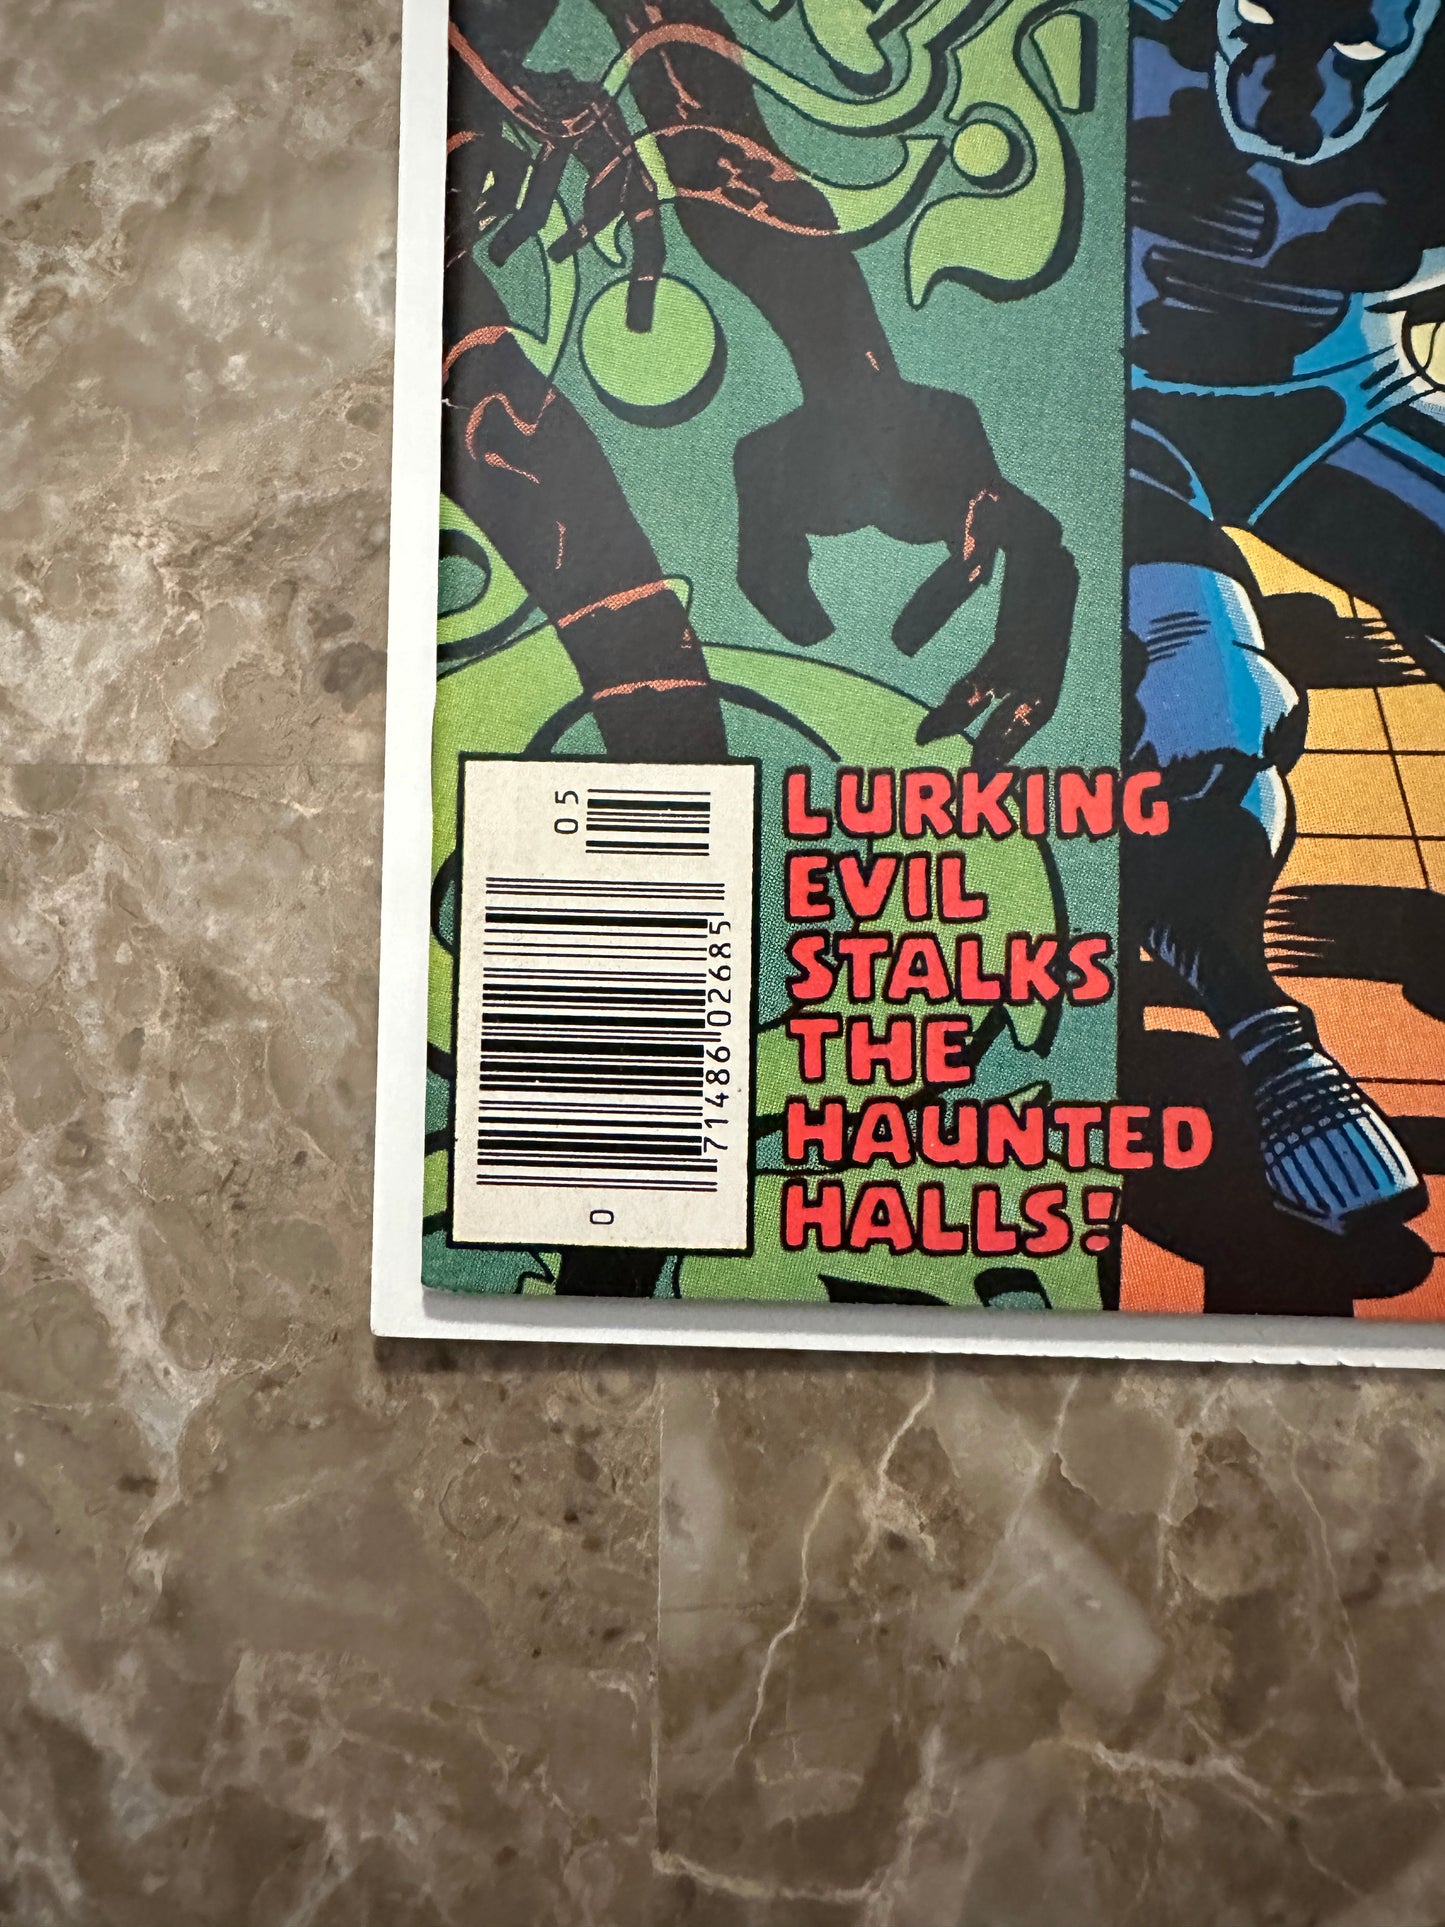 05
0 71486 02685
LURKING
EVIL
STALKS
THE
HAUNTED
HALLS!